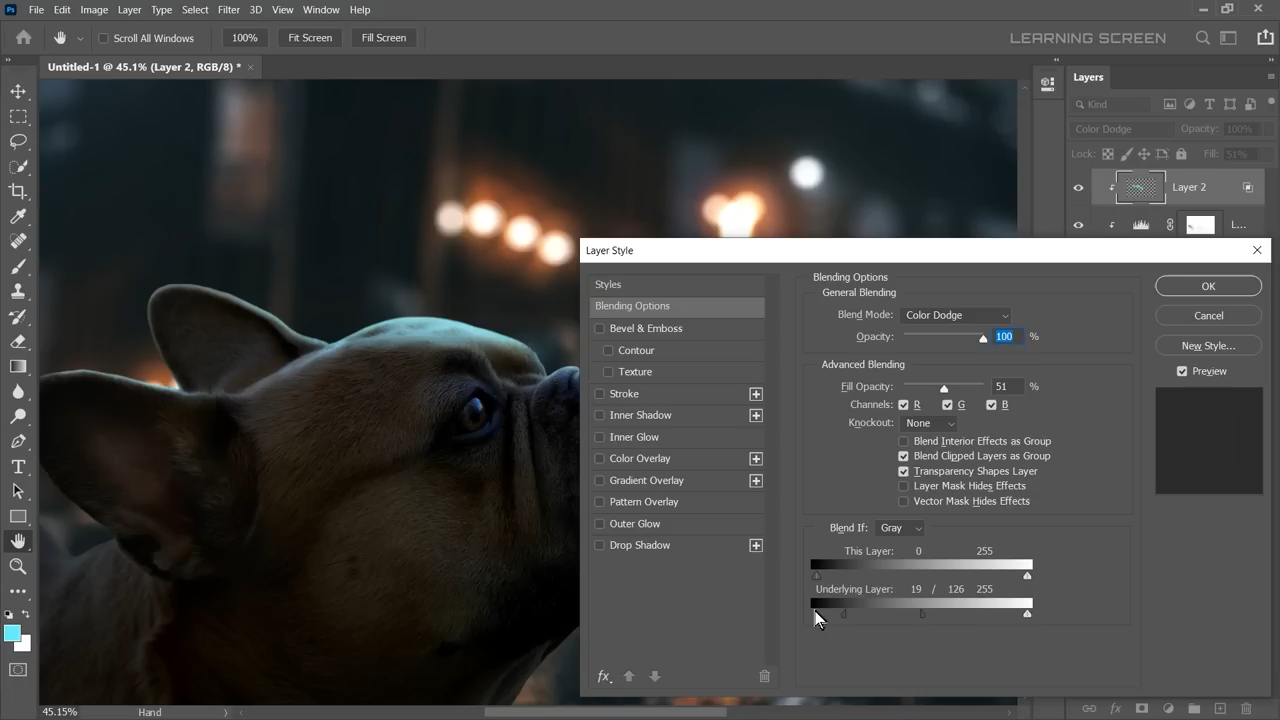 Ps File Edit Image Layer Type Select Filter 3D View Window Help
Scroll All Windows 100% Fit Screen Fill Screen LEARNING SCREEN
Untitled-1 @ 45.1% (Layer 2, RGB/8) *
Layers
Kind
Color Dodge Opacity: 100%
Lock: Fill: 51%
Layer 2
L...
Layer Style
Styles
Blending Options
Bevel & Emboss
Contour
Texture
Stroke
Inner Shadow
Inner Glow
Color Overlay
Gradient Overlay
Pattern Overlay
Outer Glow
Drop Shadow
fx
Blending Options
General Blending
Blend Mode: Color Dodge
Opacity: 100 %
Advanced Blending
Fill Opacity: 51 %
Channels: R G B
Knockout: None
Blend Interior Effects as Group
Blend Clipped Layers as Group
Transparency Shapes Layer
Layer Mask Hides Effects
Vector Mask Hides Effects
Blend If: Gray
This Layer: 0 255
Underlying Layer: 19 / 126 255
OK
Cancel
New Style...
Preview
45.15% Hand
fx